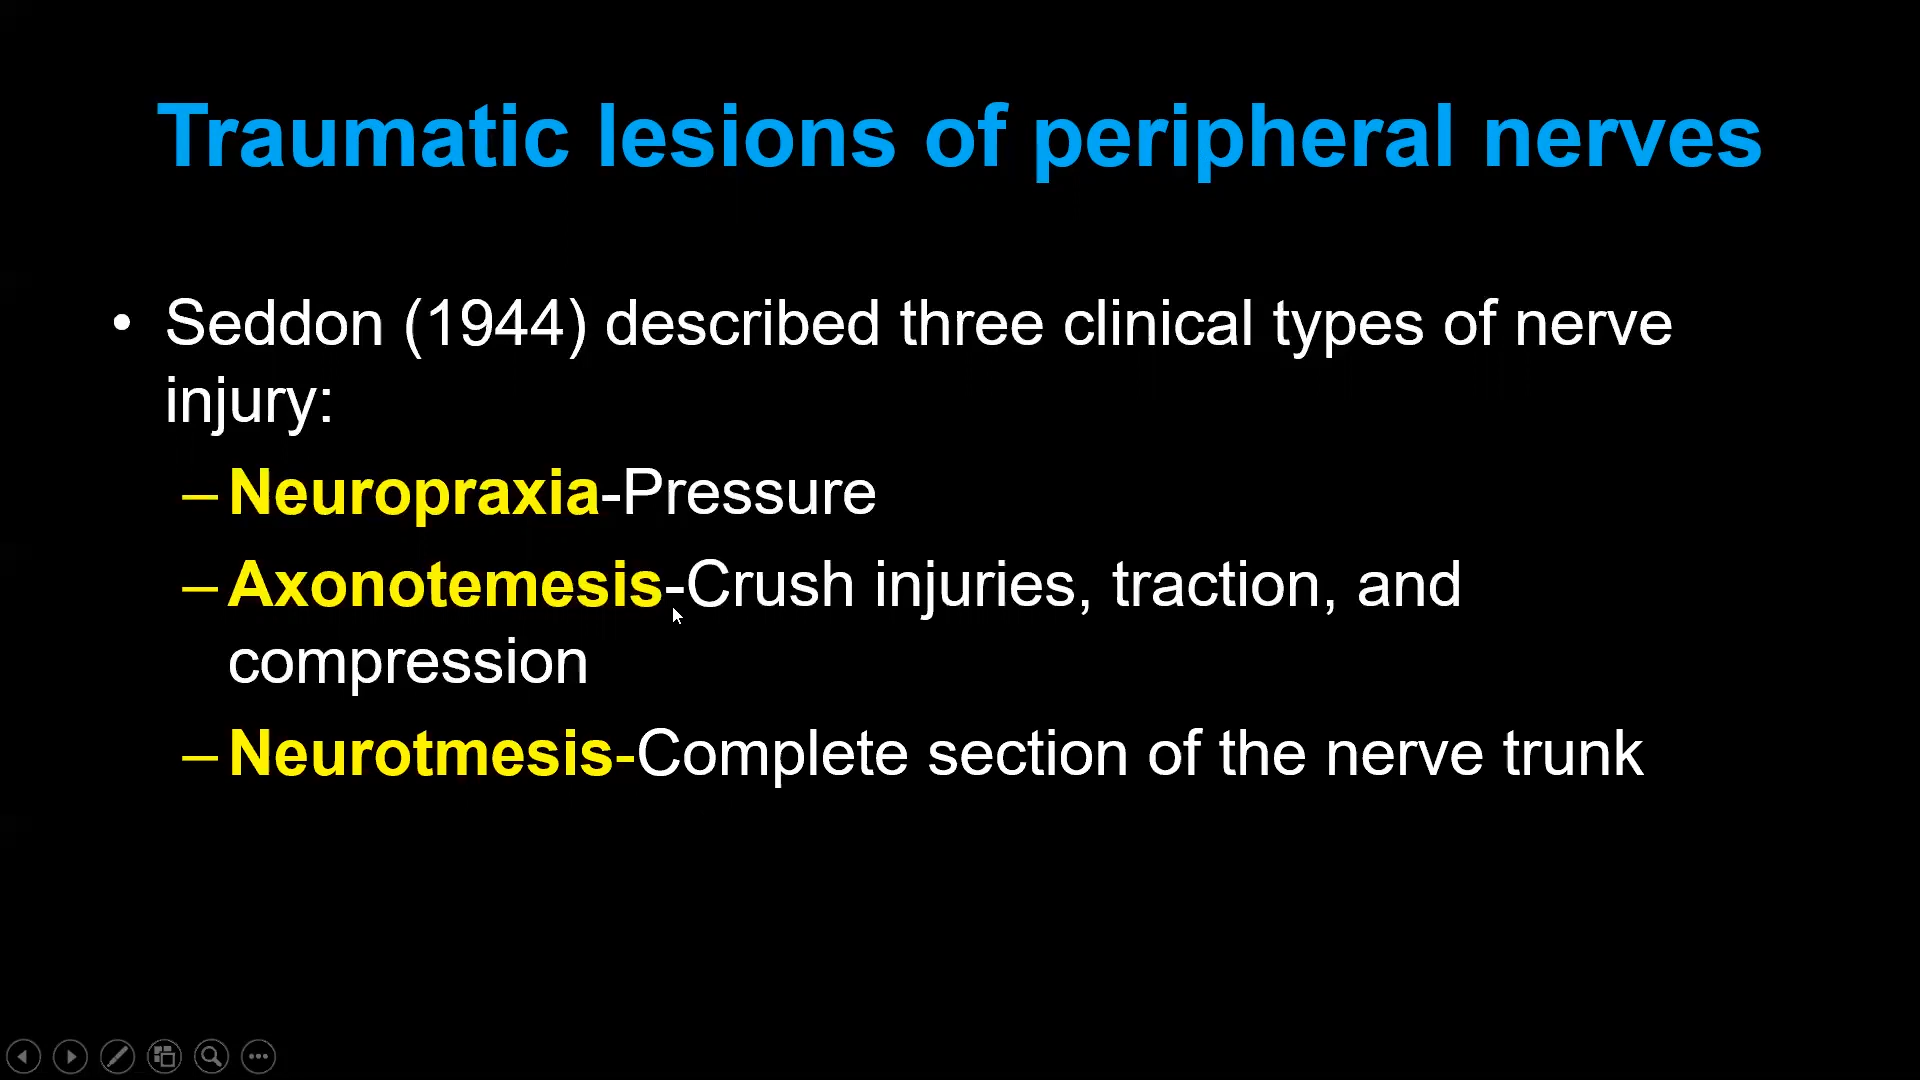 Traumatic lesions of peripheral nerves
• Seddon (1944) described three clinical types of nerve
injury:
– Neuropraxia-Pressure
– Axonotemesis-Crush injuries, traction, and
compression
– Neurotmesis-Complete section of the nerve trunk